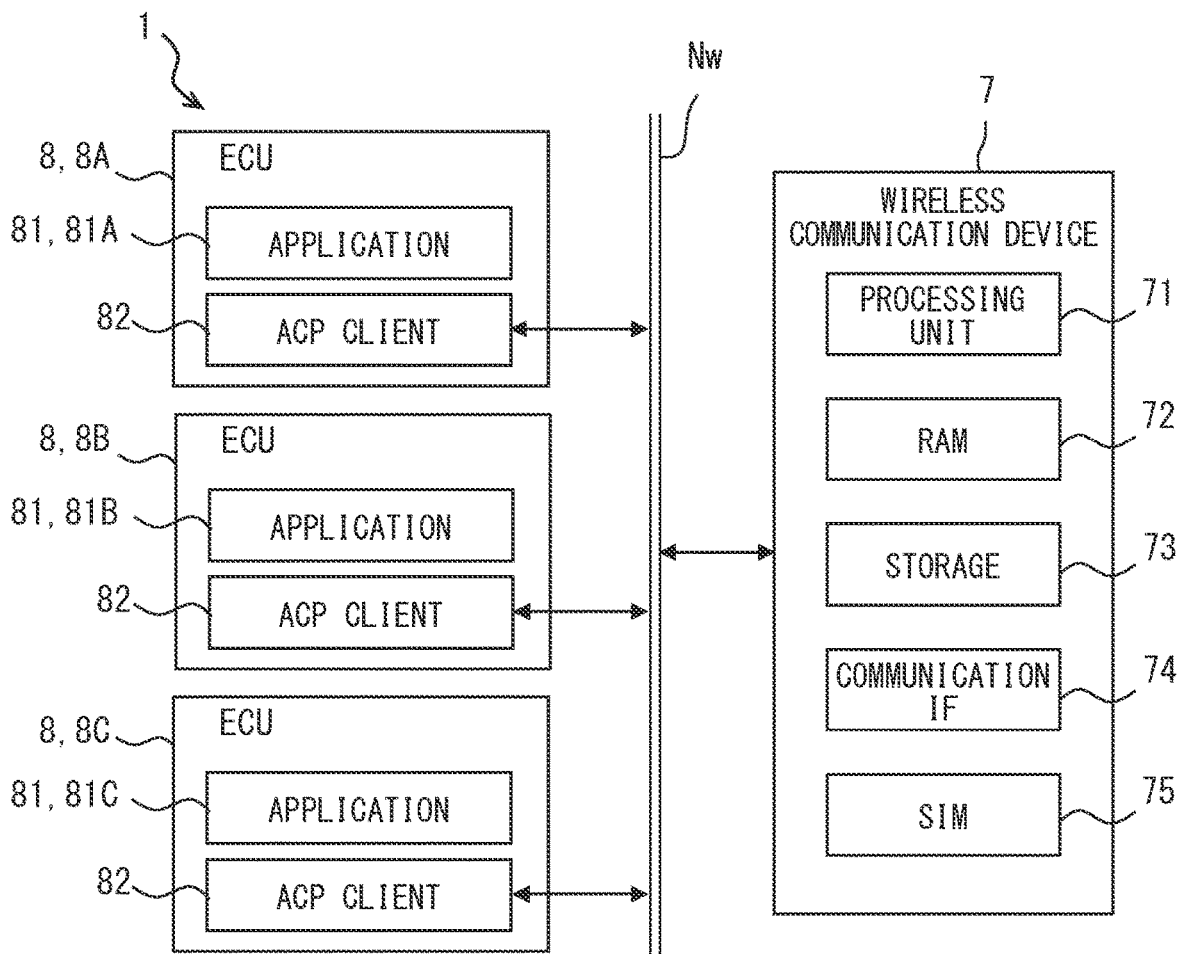 1
Nw
7
8, 8A
ECU
81, 81A
APPLICATION
82
ACP CLIENT
8, 8B
ECU
81, 81B
APPLICATION
82
ACP CLIENT
8, 8C
ECU
81, 81C
APPLICATION
82
ACP CLIENT
WIRELESS
COMMUNICATION DEVICE
PROCESSING
UNIT
71
RAM
72
STORAGE
73
COMMUNICATION
IF
74
SIM
75